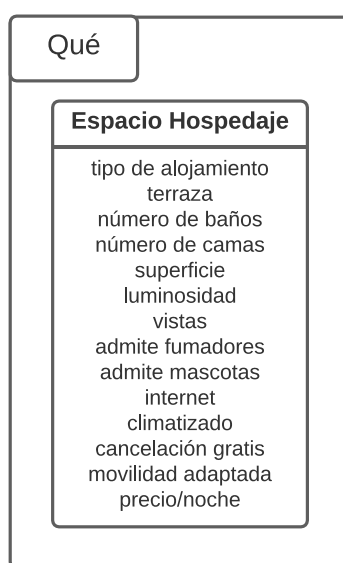 Qué
Espacio Hospedaje
tipo de alojamiento
terraza
número de baños
número de camas
superficie
luminosidad
vistas
admite fumadores
admite mascotas
internet
climatizado
cancelación gratis
movilidad adaptada
precio/noche